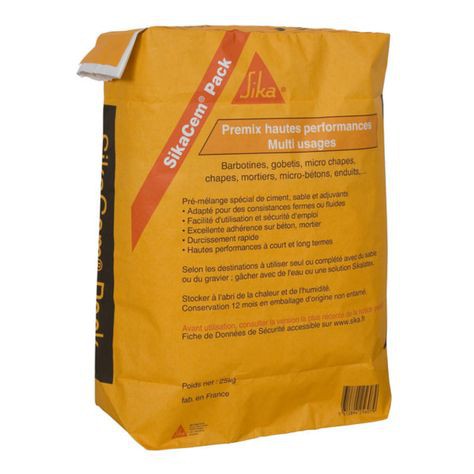 SikaCem® Pack
Sika®
Premix hautes performances
Multi usages
Barbotines, gobetis, micro chapes,
chapes, mortiers, micro-bétons, enduits,...
Pré-mélange spécial de ciment, sable et adjuvants
• Adapté pour des consistances fermes ou fluides
• Facilité d'utilisation et sécurité d'emploi
• Excellente adhérence sur béton, mortier
• Durcissement rapide
• Hautes performances à court et long termes
Selon les destinations à utiliser seul ou complété avec du sable
ou du gravier ; gâcher avec de l'eau ou une solution Sikalatex.
Stocker à l'abri de la chaleur et de l'humidité.
Conservation 12 mois en emballage d'origine non entamé.
Avant utilisation, consulter la version la plus récente de la notice
Fiche de Données de Sécurité accessible sur www.sika.fr
Poids net : 25kg
fab. en France
SikaCem® Pack